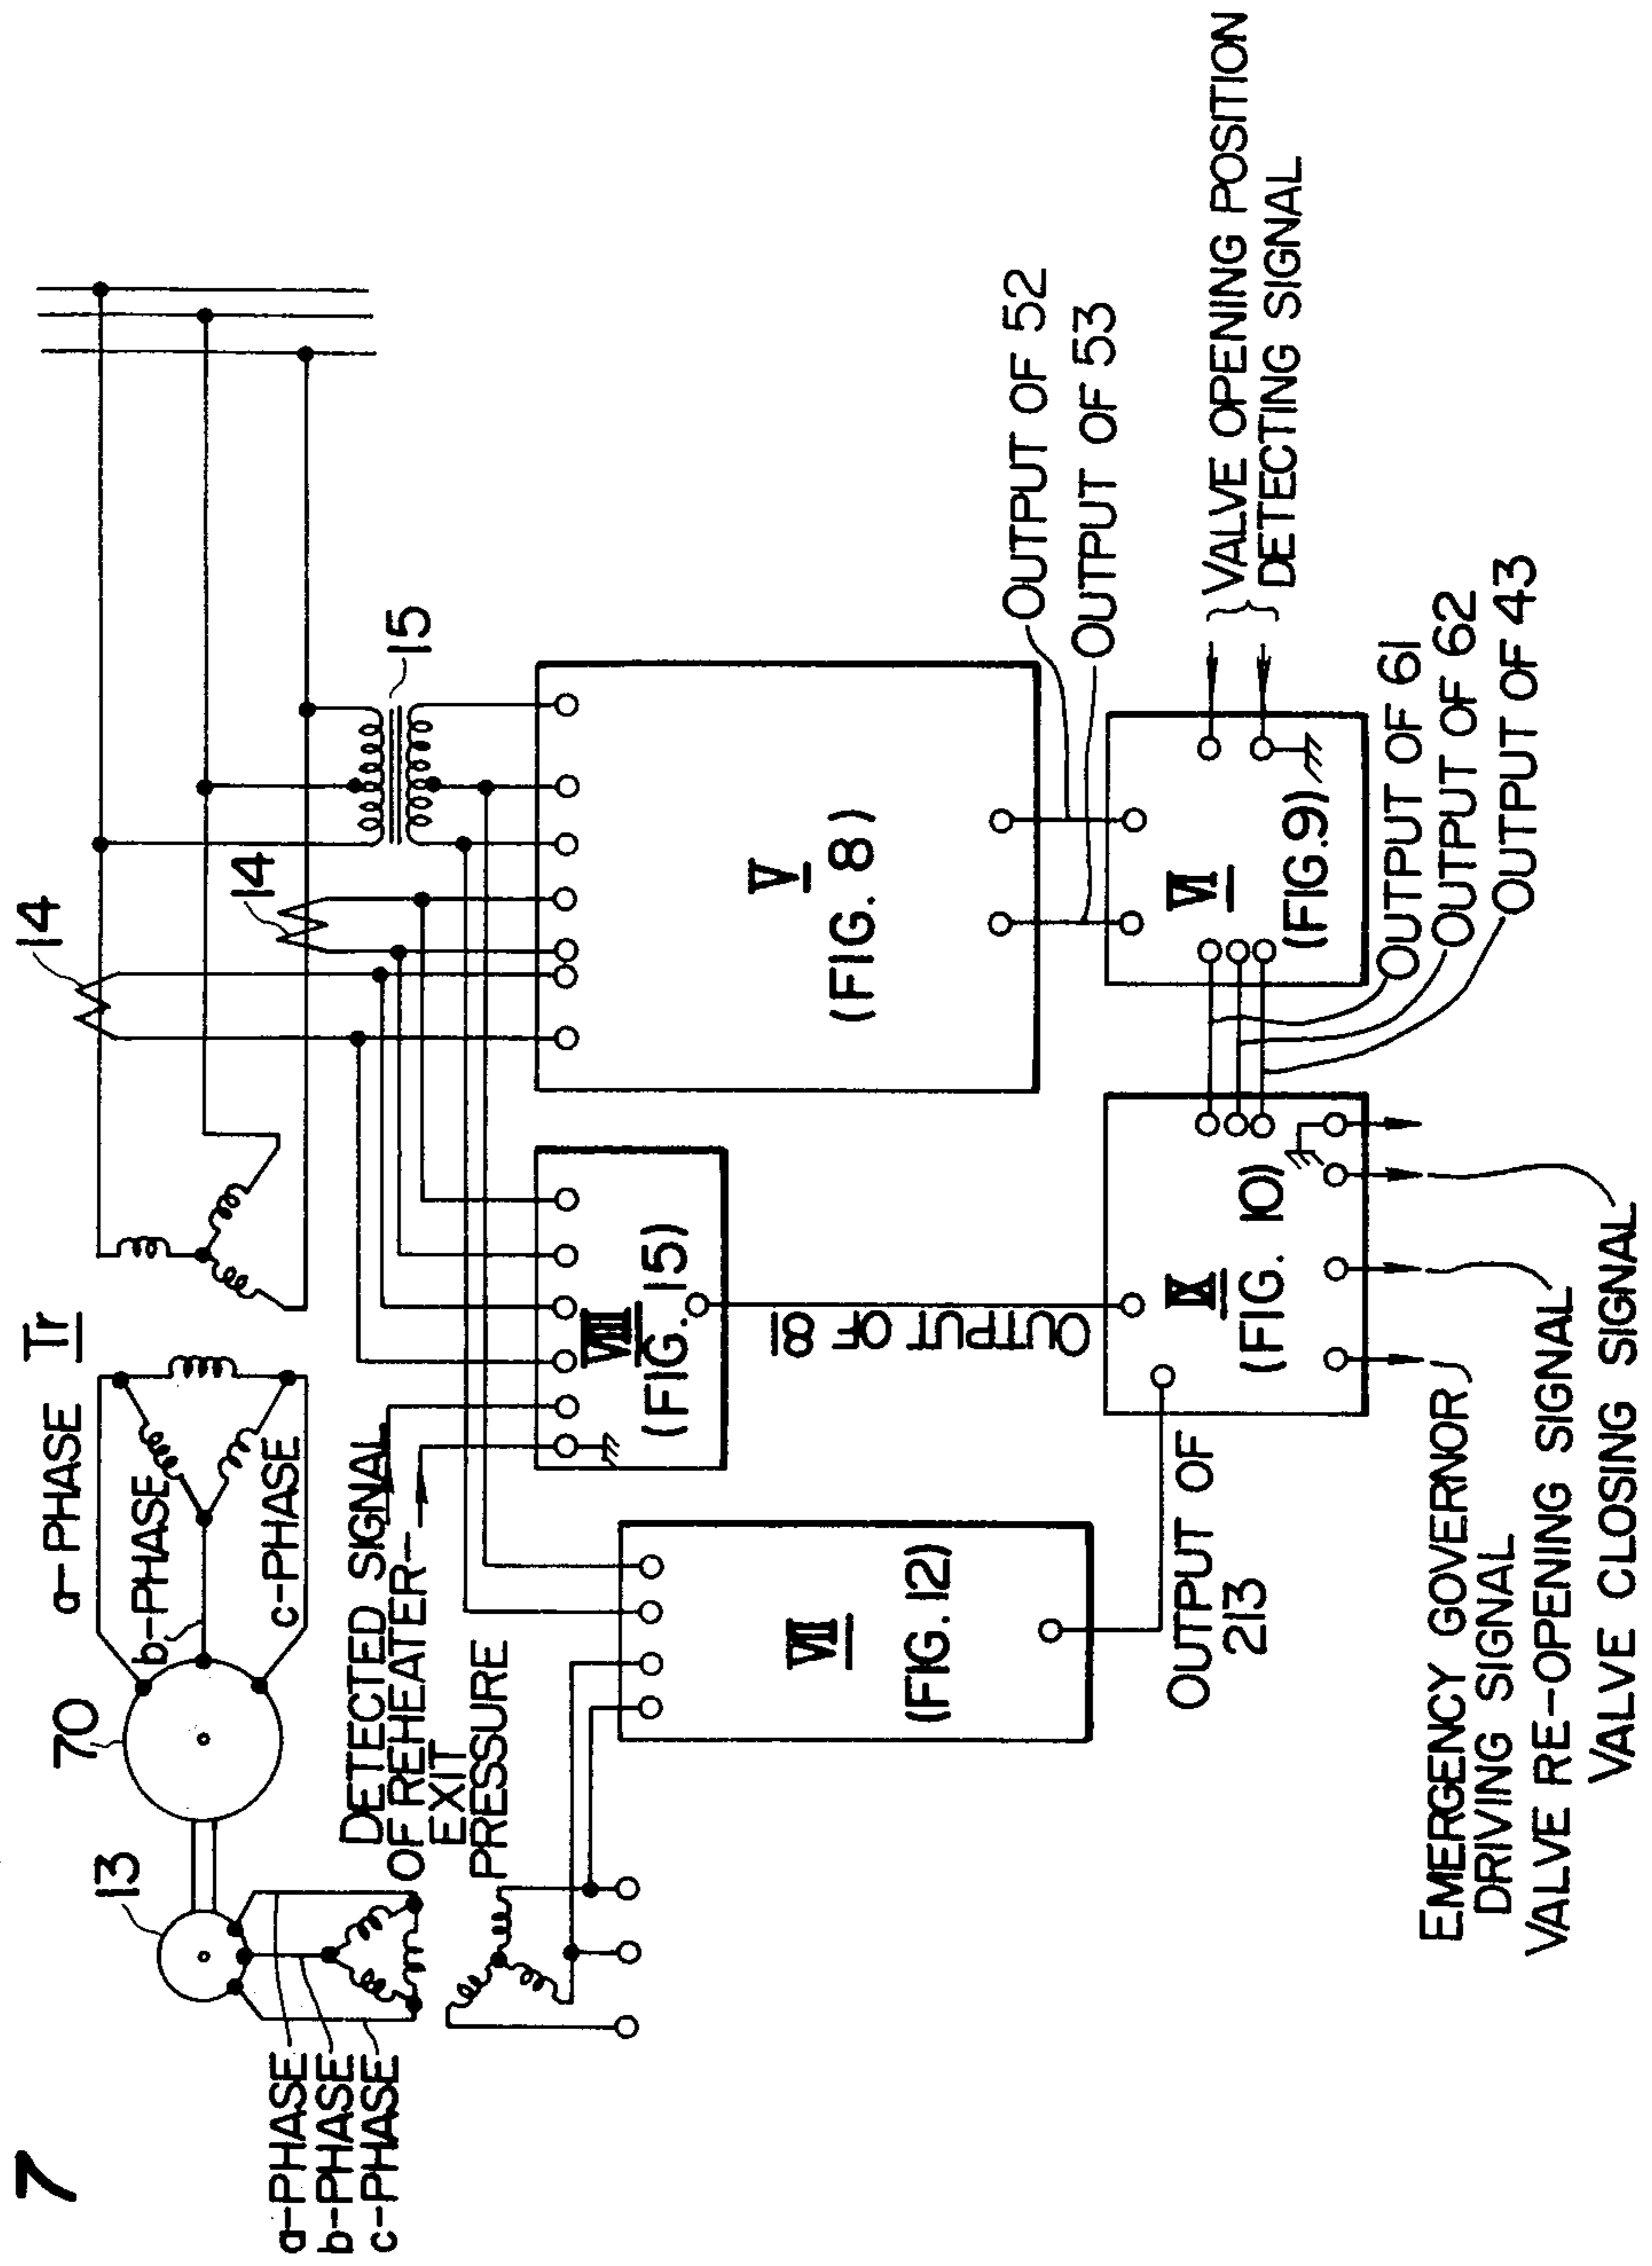 7
a-PHASE
b-PHASE
c-PHASE
13
70
a-PHASE
b-PHASE
c-PHASE
Tr
14
14
15
DETECTED SIGNAL
OF REHEATER
EXIT
PRESSURE
VII
(FIG. 12)
VIII
(FIG. 15)
V
(FIG. 8)
OUTPUT OF 52
OUTPUT OF 53
OUTPUT OF 81
OUTPUT OF
213
IX
(FIG. 10)
VI
(FIG. 9)
VALVE OPENING POSITION
DETECTING SIGNAL
OUTPUT OF 61
OUTPUT OF 62
OUTPUT OF 43
EMERGENCY GOVERNOR
DRIVING SIGNAL
VALVE RE-OPENING SIGNAL
VALVE CLOSING SIGNAL